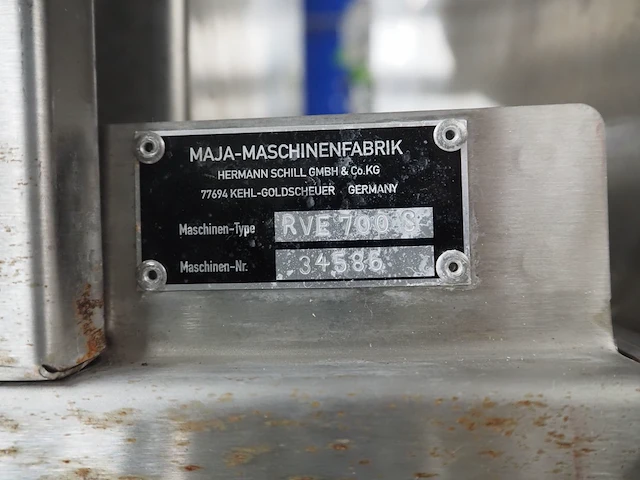 MAJA-MASCHINENFABRIK
HERMANN SCHILL GMBH & Co.KG
77694 KEHL-GOLDSCHEUER GERMANY
Maschinen-Type RVE 700 S
Maschinen-Nr. 34586